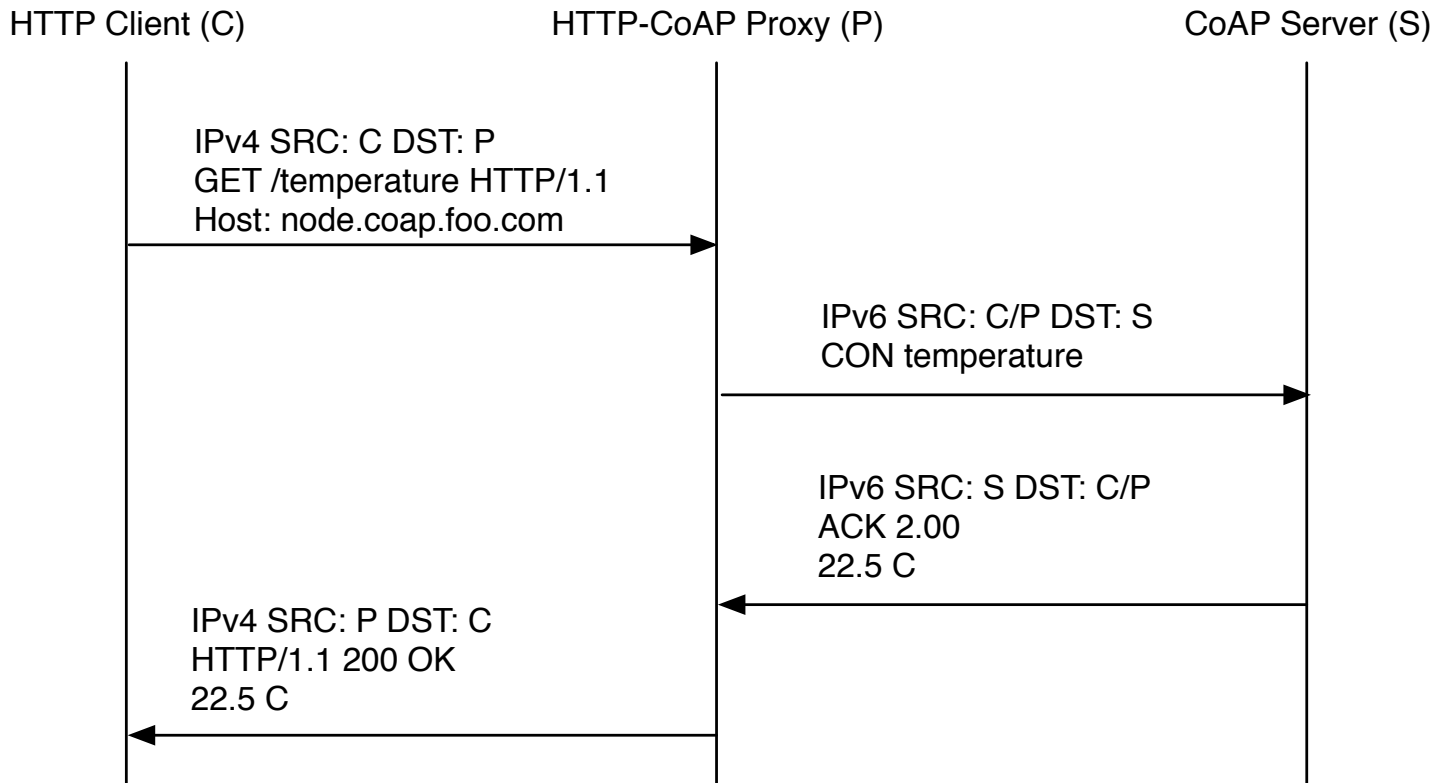 HTTP Client (C)
HTTP-CoAP Proxy (P)
CoAP Server (S)
IPv4 SRC: C DST: P
GET /temperature HTTP/1.1
Host: node.coap.foo.com
IPv6 SRC: C/P DST: S
CON temperature
IPv6 SRC: S DST: C/P
ACK 2.00
22.5 C
IPv4 SRC: P DST: C
HTTP/1.1 200 OK
22.5 C